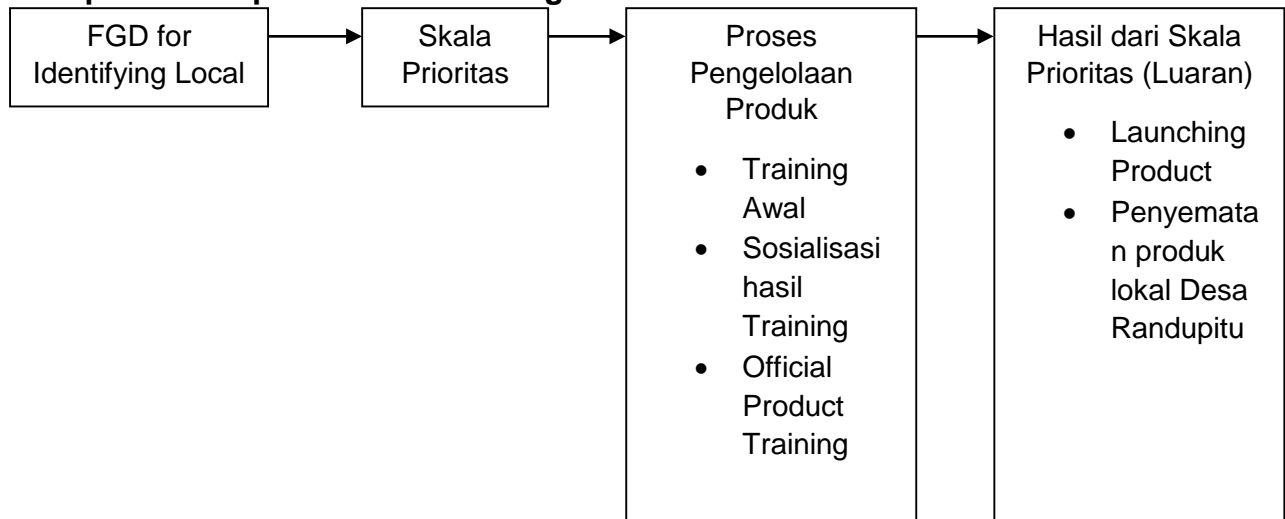 FGD for
Identifying Local
Skala
Prioritas
Proses
Pengelolaan
Produk
• Training
Awal
• Sosialisasi
hasil
Training
• Official
Product
Training
Hasil dari Skala
Prioritas (Luaran)
• Launching
Product
• Penyemata
n produk
lokal Desa
Randupitu